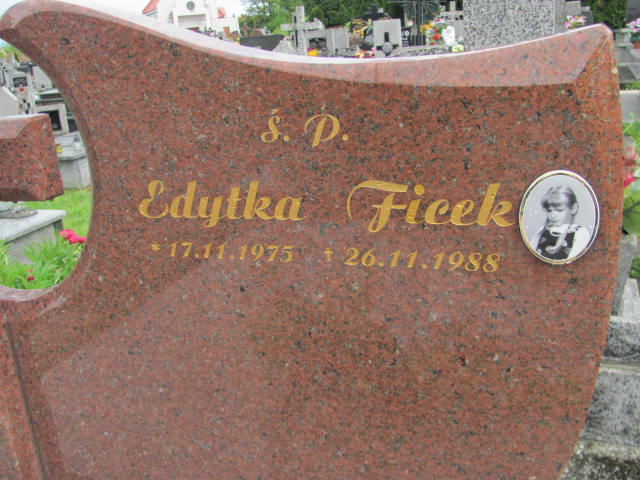 Ś. P.
Edytka Ficek
*17.11.1975 † 26.11.1988